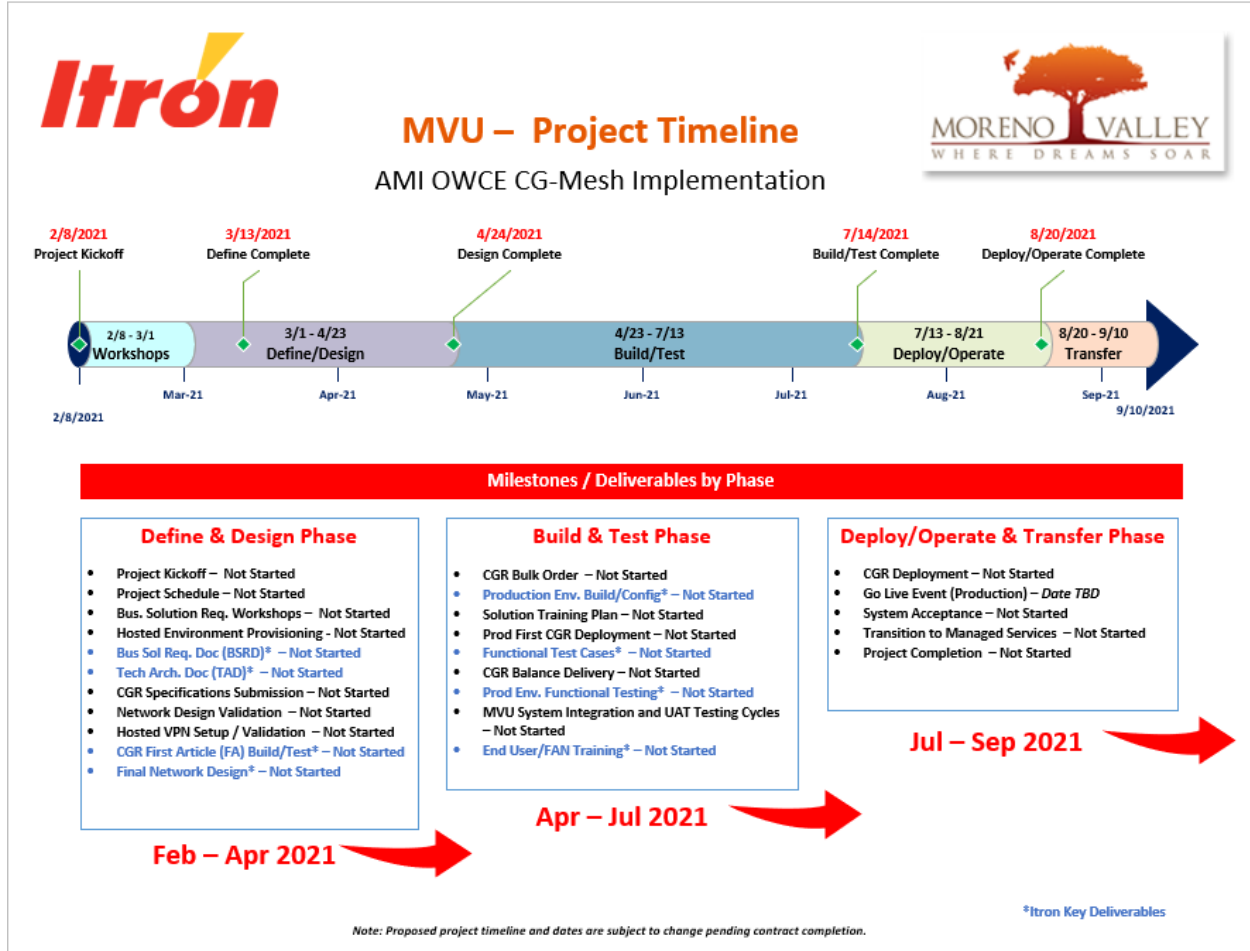 Itron
MORENO VALLEY
WHERE DREAMS SOAR
MVU – Project Timeline
AMI OWCE CG-Mesh Implementation
2/8/2021
Project Kickoff
3/13/2021
Define Complete
4/24/2021
Design Complete
7/14/2021
Build/Test Complete
8/20/2021
Deploy/Operate Complete
2/8 - 3/1
Workshops
3/1 - 4/23
Define/Design
4/23 - 7/13
Build/Test
7/13 - 8/21
Deploy/Operate
8/20 - 9/10
Transfer
2/8/2021
Mar-21
Apr-21
May-21
Jun-21
Jul-21
Aug-21
Sep-21
9/10/2021
Milestones / Deliverables by Phase
Define & Design Phase
• Project Kickoff – Not Started
• Project Schedule – Not Started
• Bus. Solution Req. Workshops – Not Started
• Hosted Environment Provisioning - Not Started
• Bus Sol Req. Doc (BSRD)* – Not Started
• Tech Arch. Doc (TAD)* – Not Started
• CGR Specifications Submission – Not Started
• Network Design Validation – Not Started
• Hosted VPN Setup / Validation – Not Started
• CGR First Article (FA) Build/Test* – Not Started
• Final Network Design* – Not Started
Feb – Apr 2021
Build & Test Phase
• CGR Bulk Order – Not Started
• Production Env. Build/Config* – Not Started
• Solution Training Plan – Not Started
• Prod First CGR Deployment – Not Started
• Functional Test Cases* – Not Started
• CGR Balance Delivery – Not Started
• Prod Env. Functional Testing* – Not Started
• MVU System Integration and UAT Testing Cycles
– Not Started
• End User/FAN Training* – Not Started
Apr – Jul 2021
Deploy/Operate & Transfer Phase
• CGR Deployment – Not Started
• Go Live Event (Production) – Date TBD
• System Acceptance – Not Started
• Transition to Managed Services – Not Started
• Project Completion – Not Started
Jul – Sep 2021
*Itron Key Deliverables
Note: Proposed project timeline and dates are subject to change pending contract completion.